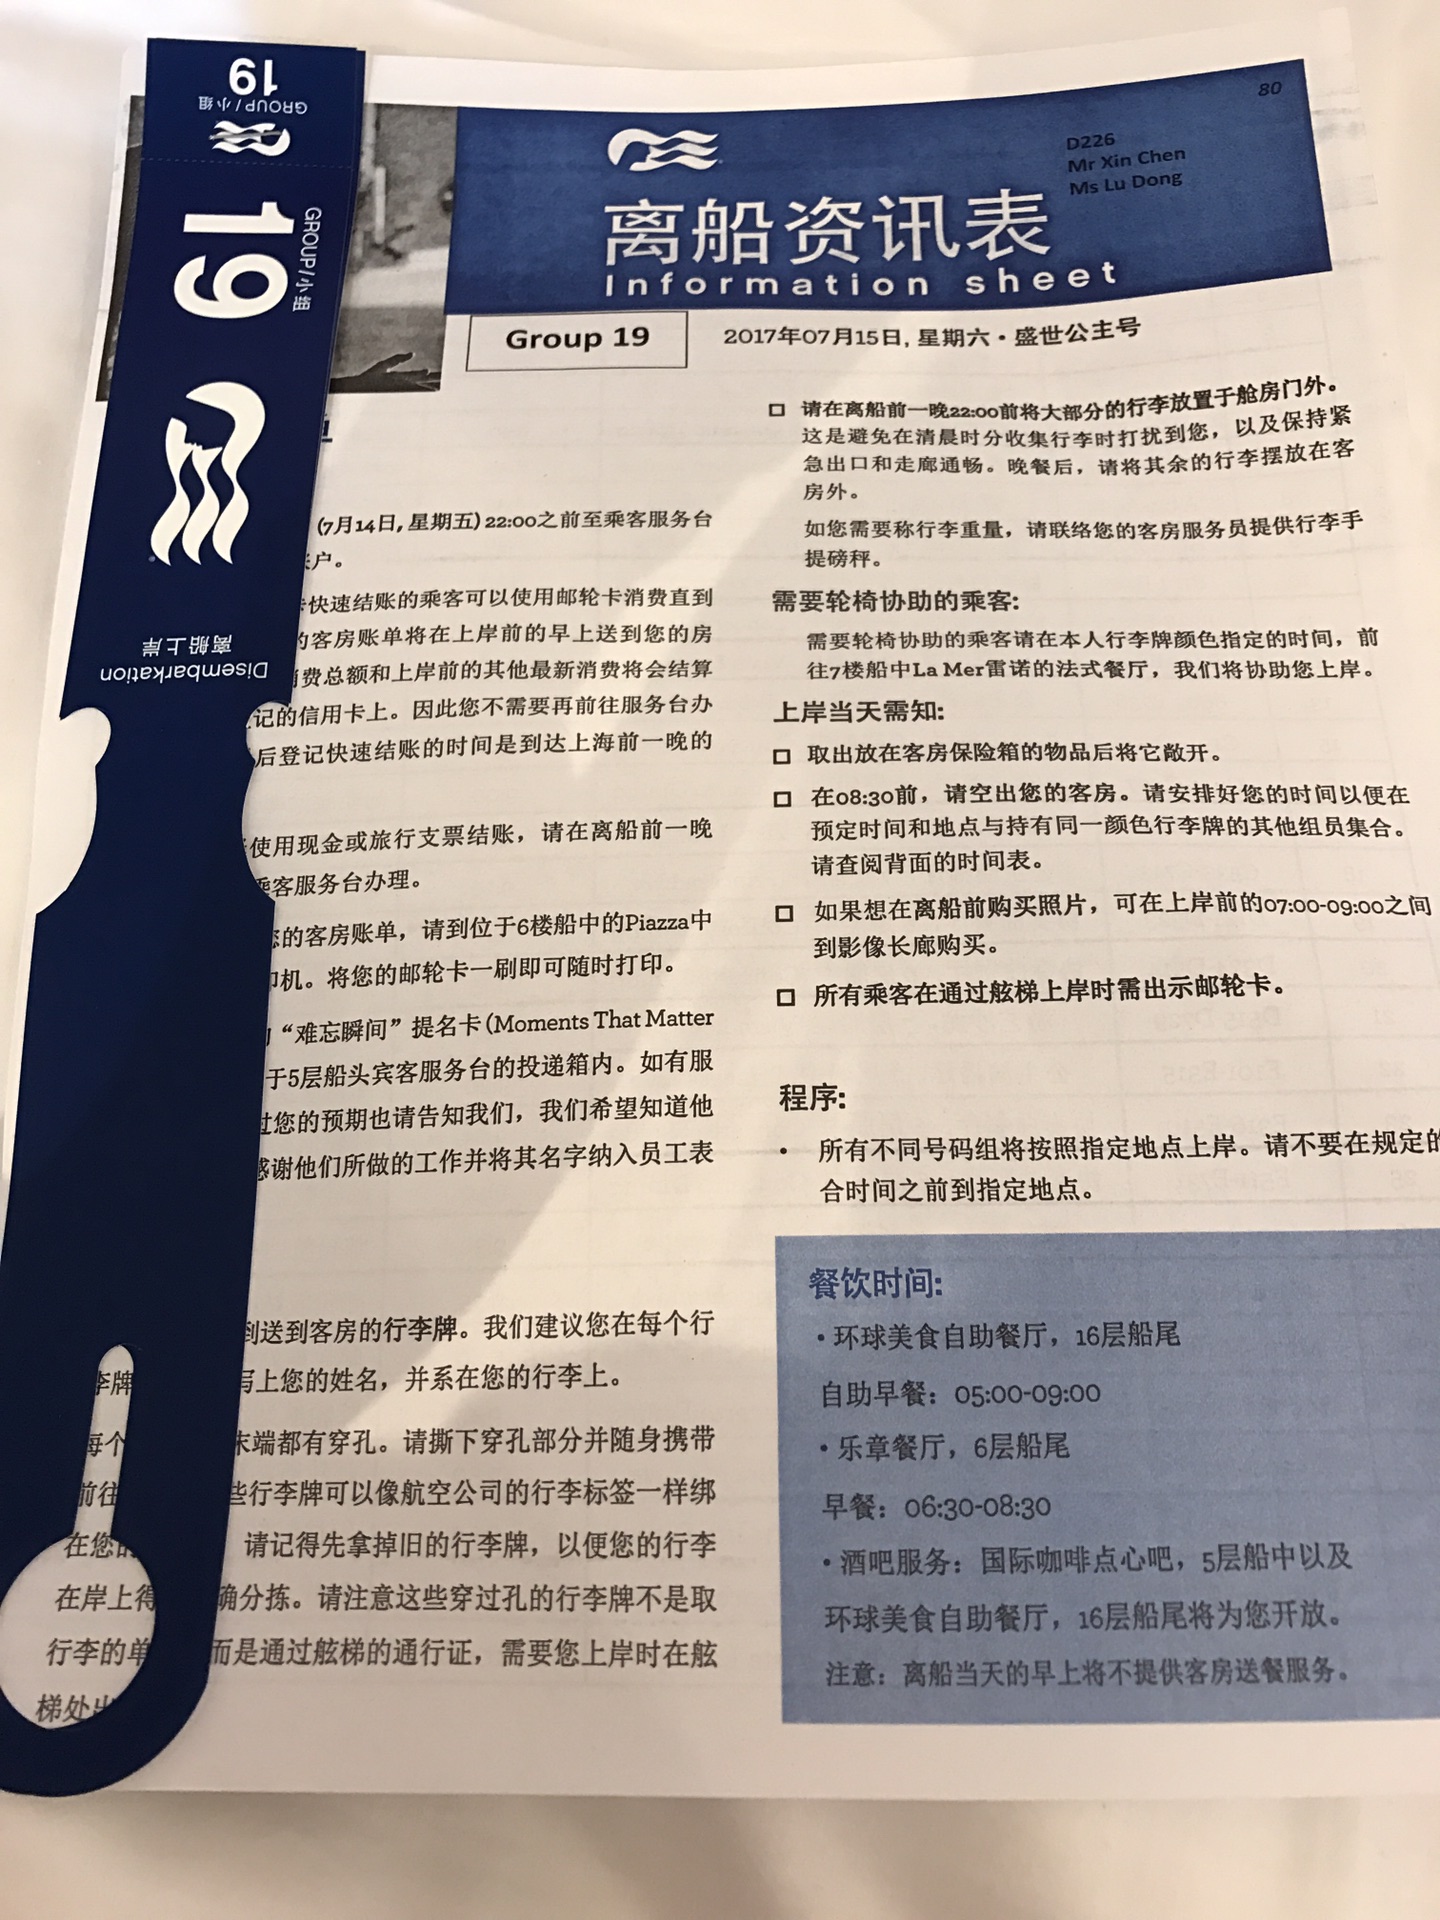 19
GROUP/小组
GROUP/小组
19
Disembarkation
离船上岸
80
D226
Mr Xin Chen
Ms Lu Dong
离船资讯表
Information sheet
Group 19
2017年07月15日, 星期六·盛世公主号
(7月14日, 星期五) 22:00之前至乘客服务台
户。
快速结账的乘客可以使用邮轮卡消费直到
的客房账单将在上岸前的早上送到您的房
消费总额和上岸前的其他最新消费将会结算
记的信用卡上。因此您不需要再前往服务台办
后登记快速结账的时间是到达上海前一晚的
使用现金或旅行支票结账，请在离船前一晚
乘客服务台办理。
您的客房账单，请到位于6楼船中的Piazza中
印机。将您的邮轮卡一刷即可随时打印。
“难忘瞬间”提名卡(Moments That Matter
于5层船头宾客服务台的投递箱内。如有服
过您的预期也请告知我们，我们希望知道他
感谢他们所做的工作并将其名字纳入员工表
到送到客房的行李牌。我们建议您在每个行
李牌 写上您的姓名，并系在您的行李上。
每个 末端都有穿孔。请撕下穿孔部分并随身携带
前往 些行李牌可以像航空公司的行李标签一样绑
在您的 请记得先拿掉旧的行李牌，以便您的行李
在岸上得 确分拣。请注意这些穿过孔的行李牌不是取
行李的单 而是通过舷梯的通行证，需要您上岸时在舷
梯处出
□ 请在离船前一晚22:00前将大部分的行李放置于舱房门外。
这是避免在清晨时分收集行李时打扰到您，以及保持紧
急出口和走廊通畅。晚餐后，请将其余的行李摆放在客
房外。
如您需要称行李重量，请联络您的客房服务员提供行李手
提磅秤。
需要轮椅协助的乘客:
需要轮椅协助的乘客请在本人行李牌颜色指定的时间，前
往7楼船中La Mer雷诺的法式餐厅，我们将协助您上岸。
上岸当天需知:
□ 取出放在客房保险箱的物品后将它敞开。
□ 在08:30前，请空出您的客房。请安排好您的时间以便在
预定时间和地点与持有同一颜色行李牌的其他组员集合。
请查阅背面的时间表。
□ 如果想在离船前购买照片，可在上岸前的07:00-09:00之间
到影像长廊购买。
□ 所有乘客在通过舷梯上岸时需出示邮轮卡。
程序:
• 所有不同号码组将按照指定地点上岸。请不要在规定的
合时间之前到指定地点。
餐饮时间:
•环球美食自助餐厅，16层船尾
自助早餐：05:00-09:00
•乐章餐厅，6层船尾
早餐：06:30-08:30
•酒吧服务：国际咖啡点心吧，5层船中以及
环球美食自助餐厅，16层船尾将为您开放。
注意：离船当天的早上将不提供客房送餐服务。